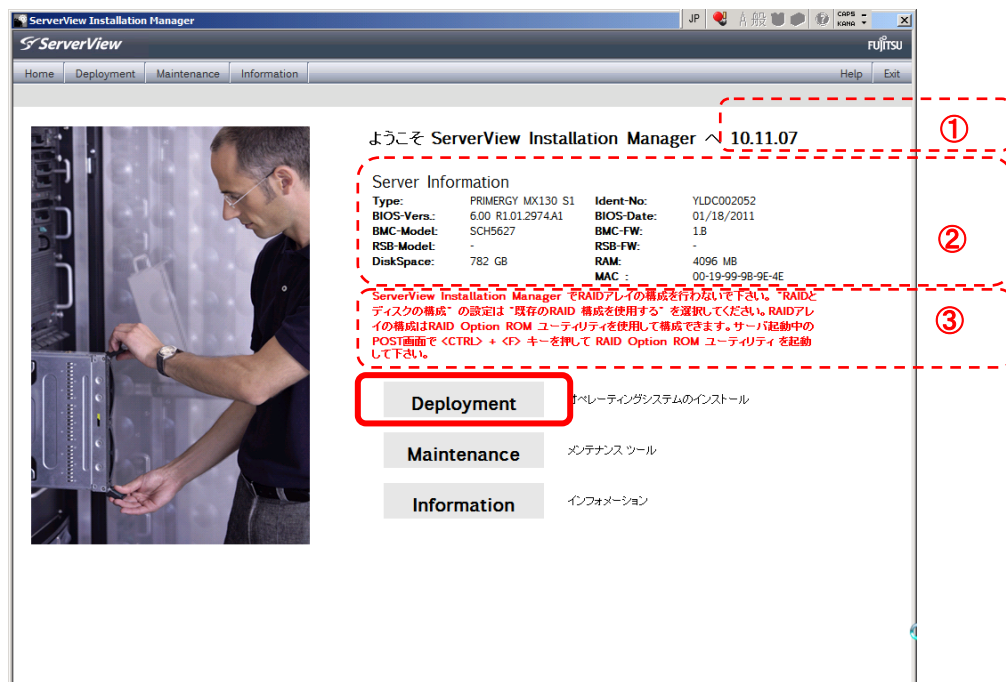 ServerView Installation Manager
JP
A 般
CAPS
KANA
ServerView
FUJITSU
Home Deployment Maintenance Information Help Exit
ようこそ ServerView Installation Manager へ 10.11.07
①
Server Information
Type: PRIMERGY MX130 S1 Ident-No: YLDC002052
BIOS-Vers.: 6.00 R1.01.2974.A1 BIOS-Date: 01/18/2011
BMC-Model: SCH5627 BMC-FW: 1.B
RSB-Model: - RSB-FW: -
DiskSpace: 782 GB RAM: 4096 MB
MAC : 00-19-99-9B-9E-4E
②
ServerView Installation Manager でRAIDアレイの構成を行わないで下さい。"RAIDと
ディスクの構成" の設定は "既存のRAID 構成を使用する" を選択してください。RAIDアレ
イの構成はRAID Option ROM ユーティリティを使用して構成できます。サーバ起動中の
POST画面で <CTRL> + <F> キーを押して RAID Option ROM ユーティリティ を起動
して下さい。
③
Deployment オペレーティングシステムのインストール
Maintenance メンテナンス ツール
Information インフォメーション